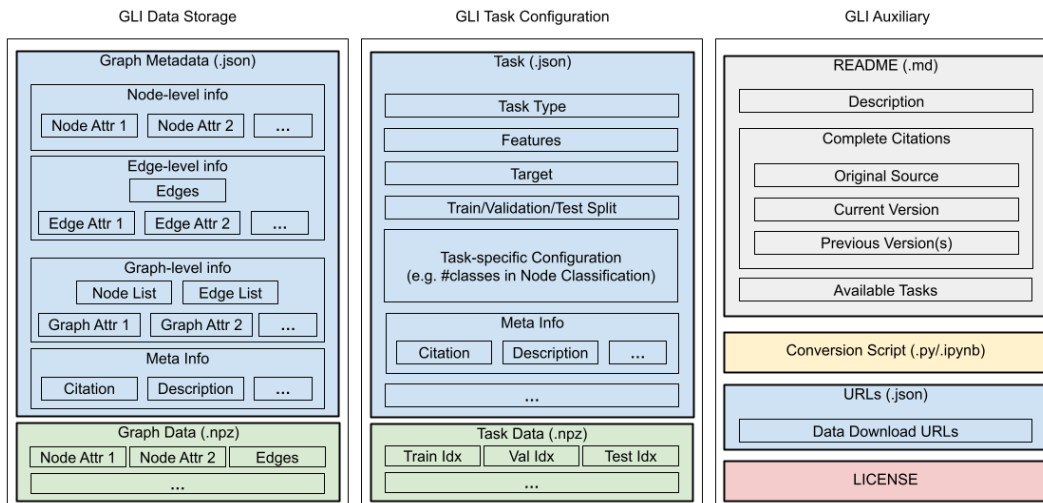 GLI Data Storage
Graph Metadata (.json)
Node-level info
Node Attr 1
Node Attr 2
...
Edge-level info
Edges
Edge Attr 1
Edge Attr 2
...
Graph-level info
Node List
Edge List
Graph Attr 1
Graph Attr 2
...
Meta Info
Citation
Description
...
Graph Data (.npz)
Node Attr 1
Node Attr 2
Edges
...
GLI Task Configuration
Task (.json)
Task Type
Features
Target
Train/Validation/Test Split
Task-specific Configuration
(e.g. #classes in Node Classification)
Meta Info
Citation
Description
...
...
Task Data (.npz)
Train Idx
Val Idx
Test Idx
...
GLI Auxiliary
README (.md)
Description
Complete Citations
Original Source
Current Version
Previous Version(s)
Available Tasks
Conversion Script (.py/.ipynb)
URLs (.json)
Data Download URLs
LICENSE